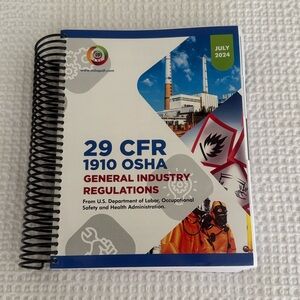 JULY
2024
29 CFR
1910 OSHA
GENERAL INDUSTRY
REGULATIONS
From U.S. Department of Labor, Occupational
Safety and Health Administration.